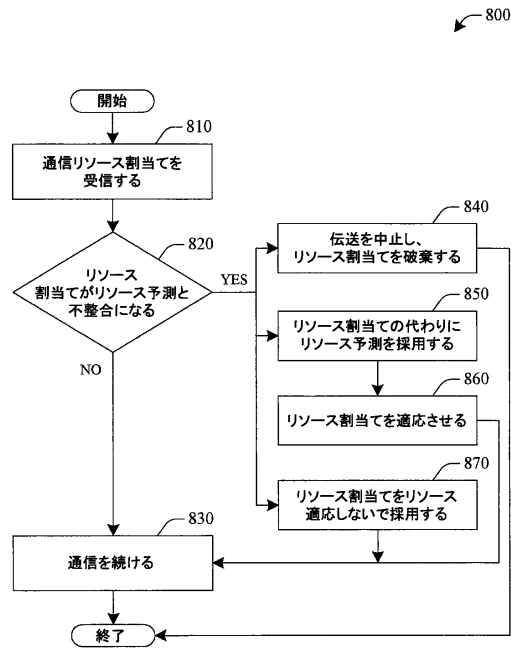 800
開始
810
通信リソース割当てを
受信する
820
リソース
割当てがリソース予測と
不整合になる
YES
NO
840
伝送を中止し、
リソース割当てを破棄する
850
リソース割当ての代わりに
リソース予測を採用する
860
リソース割当てを適応させる
870
リソース割当てをリソース
適応しないで採用する
830
通信を続ける
終了